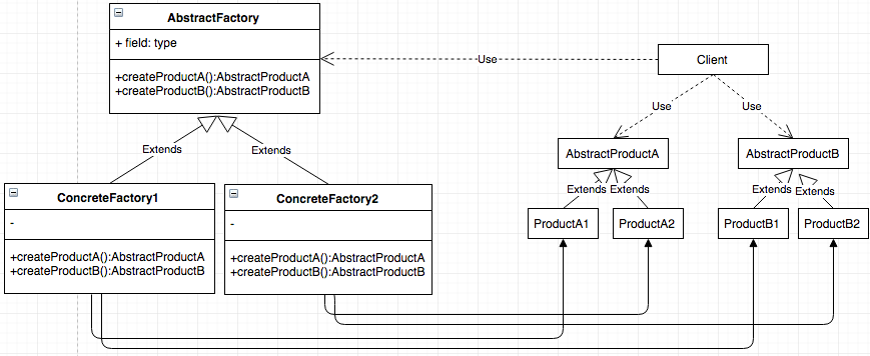 AbstractFactory
+ field: type
+createProductA():AbstractProductA
+createProductB():AbstractProductB
Use
Client
Use
Use
Extends
Extends
AbstractProductA
AbstractProductB
Extends
Extends
Extends
Extends
ConcreteFactory1
-
+createProductA():AbstractProductA
+createProductB():AbstractProductB
ConcreteFactory2
-
+createProductA():AbstractProductA
+createProductB():AbstractProductB
ProductA1
ProductA2
ProductB1
ProductB2